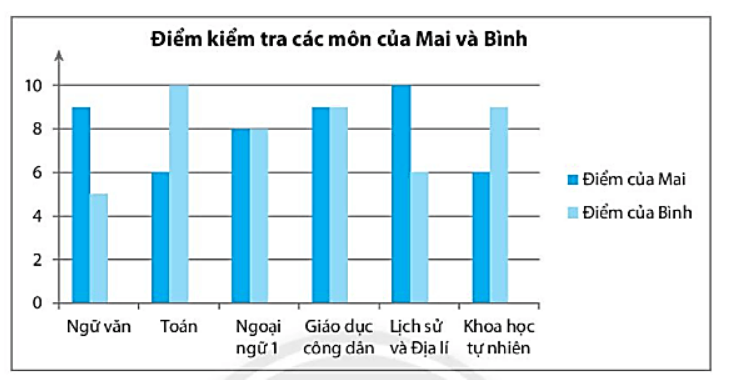 Điểm kiểm tra các môn của Mai và Bình
10
8
6
4
2
0
Ngữ văn
Toán
Ngoại
ngữ 1
Giáo dục
công dân
Lịch sử
và Địa lí
Khoa học
tự nhiên
Điểm của Mai
Điểm của Bình